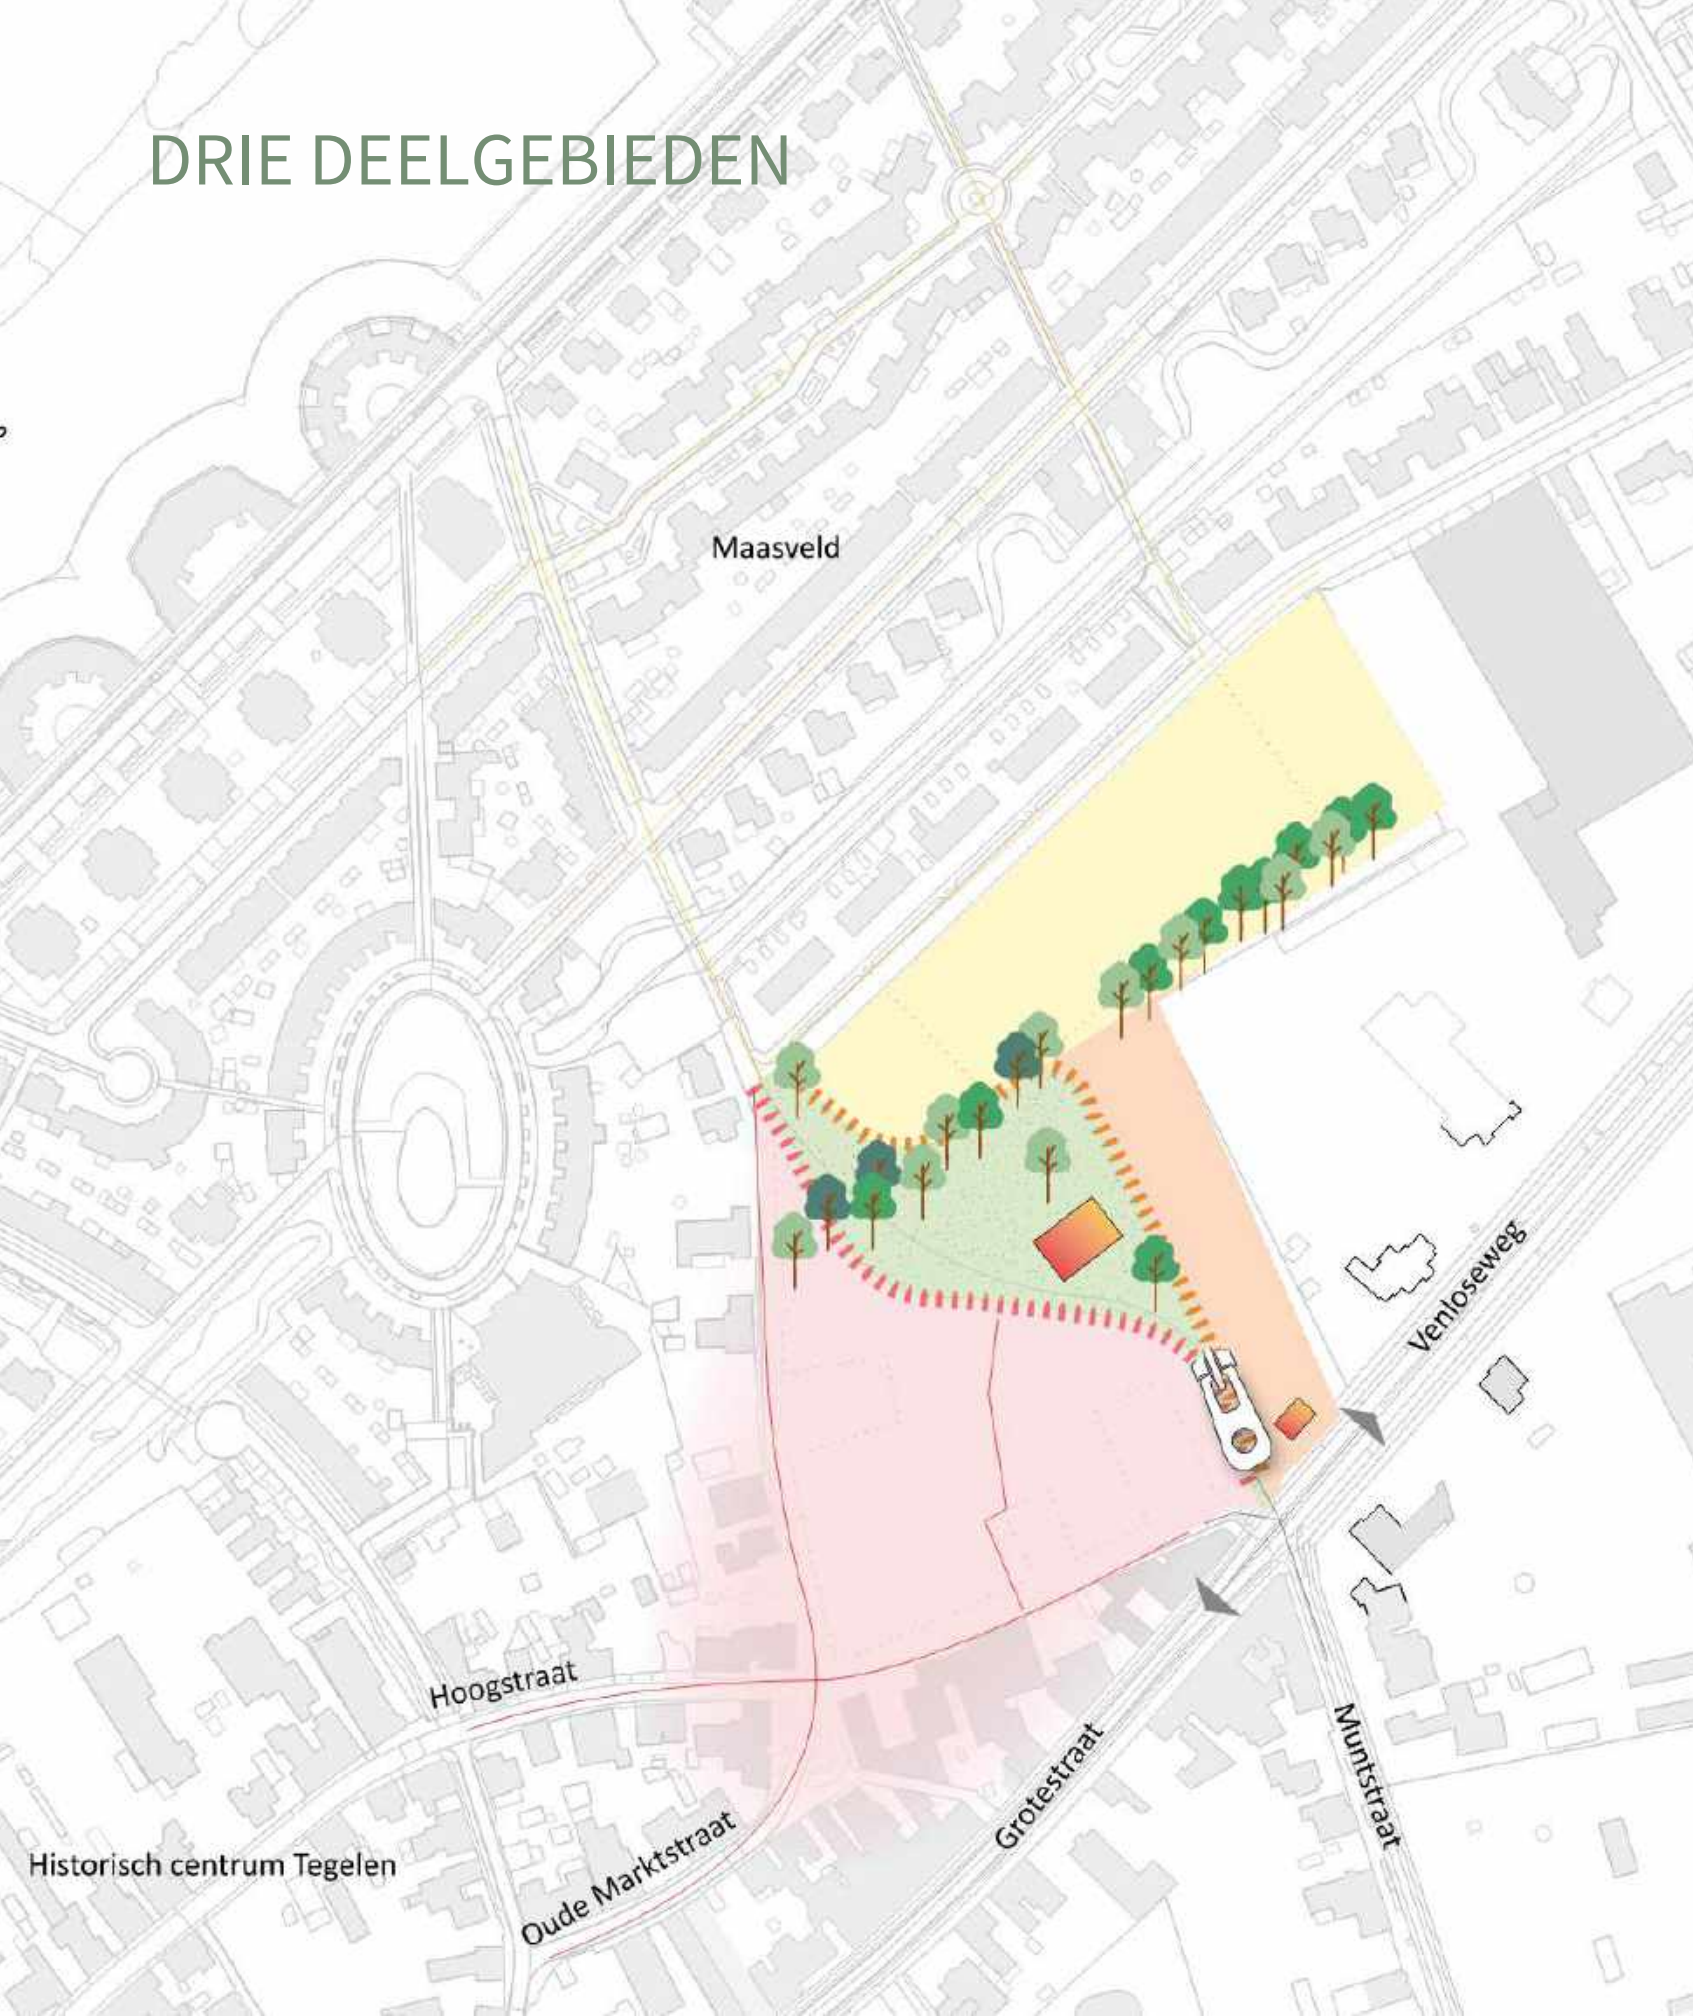 DRIE DEELGEBIEDEN
Maasveld
Venloseweg
Hoogstraat
Muntstraat
Grotestraat
Oude Marktstraat
Historisch centrum Tegelen